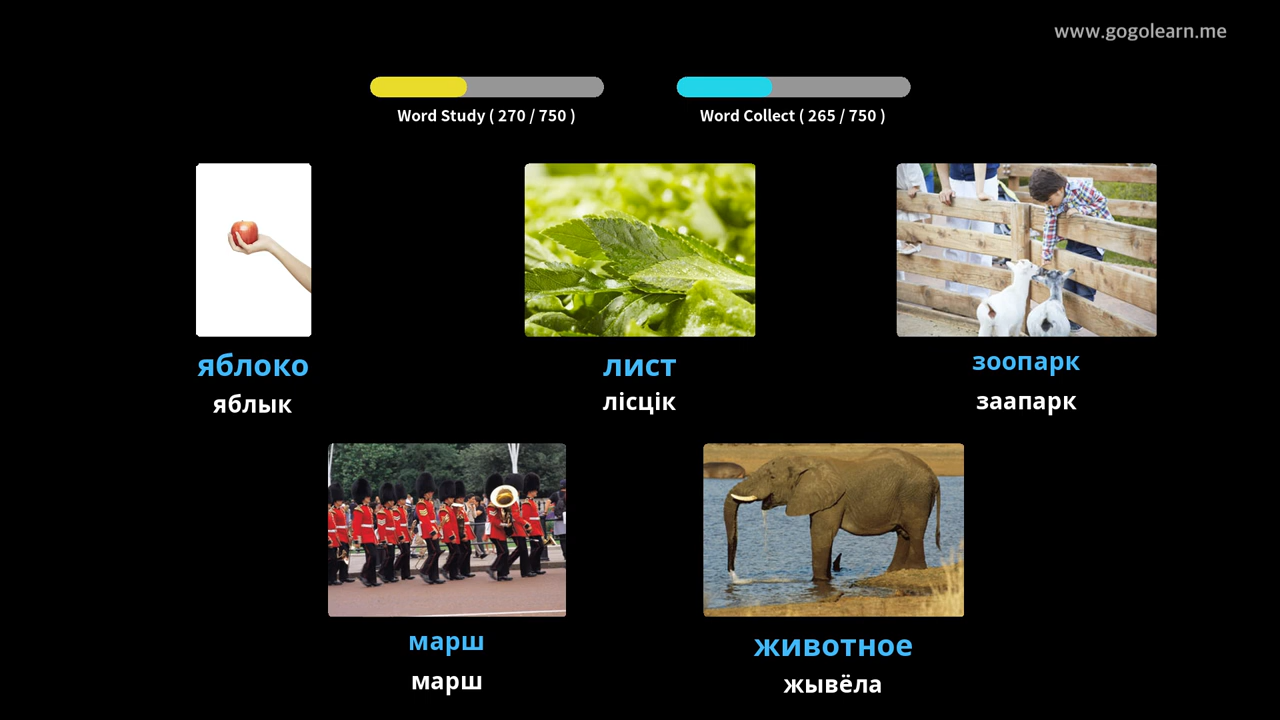 www.gogolearn.me
Word Study ( 270 / 750 )
Word Collect ( 265 / 750 )
яблоко
яблык
лист
лісцік
зоопарк
заапарк
марш
марш
животное
жывёла